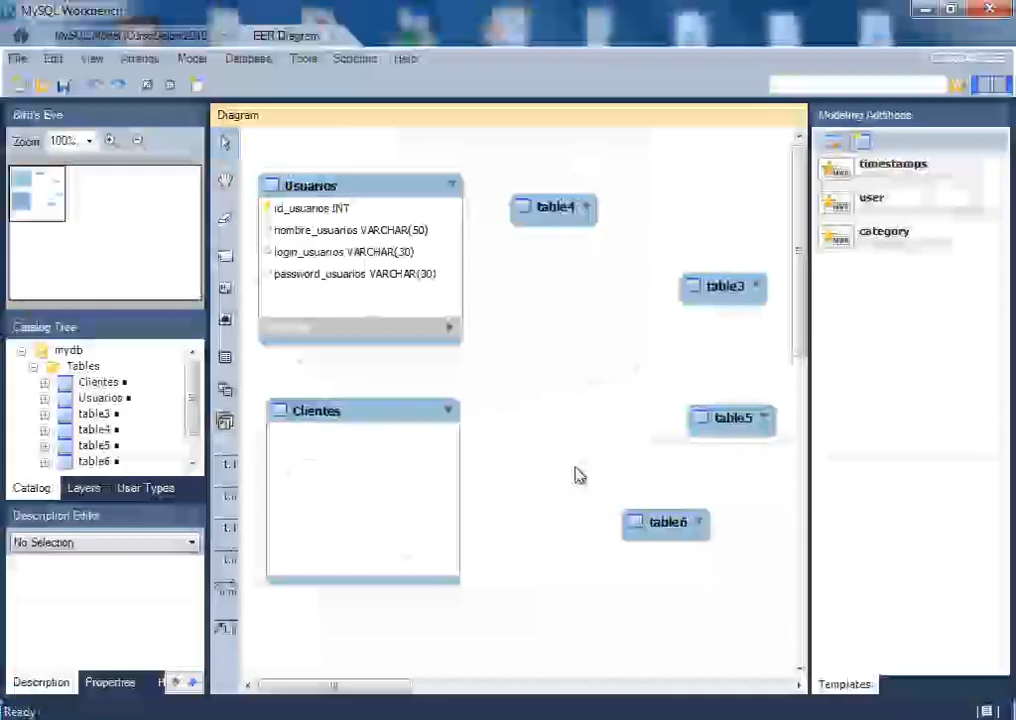 MySQL Workbench
EER Diagram
File Edit View Arrange Model Database Tools Scripting Help
Bird's Eye
Zoom: 100%
Catalog Tree
mydb
Tables
Clientes
Usuarios
table3
table4
table5
table6
Catalog Layers User Types
Description Editor
No Selection
Description Properties H
Ready
Diagram
Usuarios
id_usuarios INT
nombre_usuarios VARCHAR(50)
login_usuarios VARCHAR(30)
password_usuarios VARCHAR(30)
Clientes
table4
table3
table5
table6
Modeling Additions
timestamps
user
category
Templates